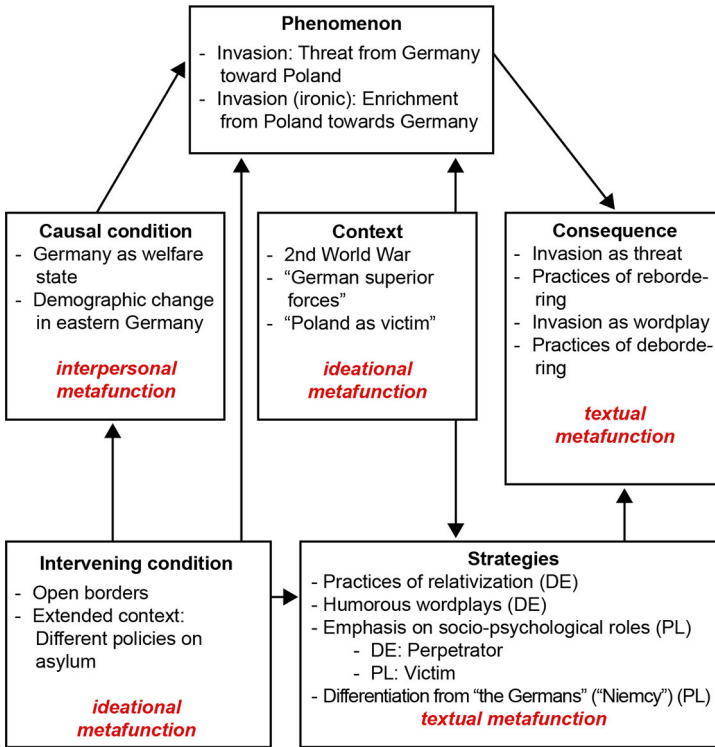 Phenomenon
- Invasion: Threat from Germany
toward Poland
- Invasion (ironic): Enrichment
from Poland towards Germany
Causal condition
- Germany as welfare
state
- Demographic change
in eastern Germany
interpersonal
metafunction
Context
- 2nd World War
- “German superior
forces”
- “Poland as victim”
ideational
metafunction
Consequence
- Invasion as threat
- Practices of reborde-
ring
- Invasion as wordplay
- Practices of deborde-
ring
textual
metafunction
Intervening condition
- Open borders
- Extended context:
Different policies on
asylum
ideational
metafunction
Strategies
- Practices of relativization (DE)
- Humorous wordplays (DE)
- Emphasis on socio-psychological roles (PL)
- DE: Perpetrator
- PL: Victim
- Differentiation from “the Germans” (“Niemcy”) (PL)
textual metafunction